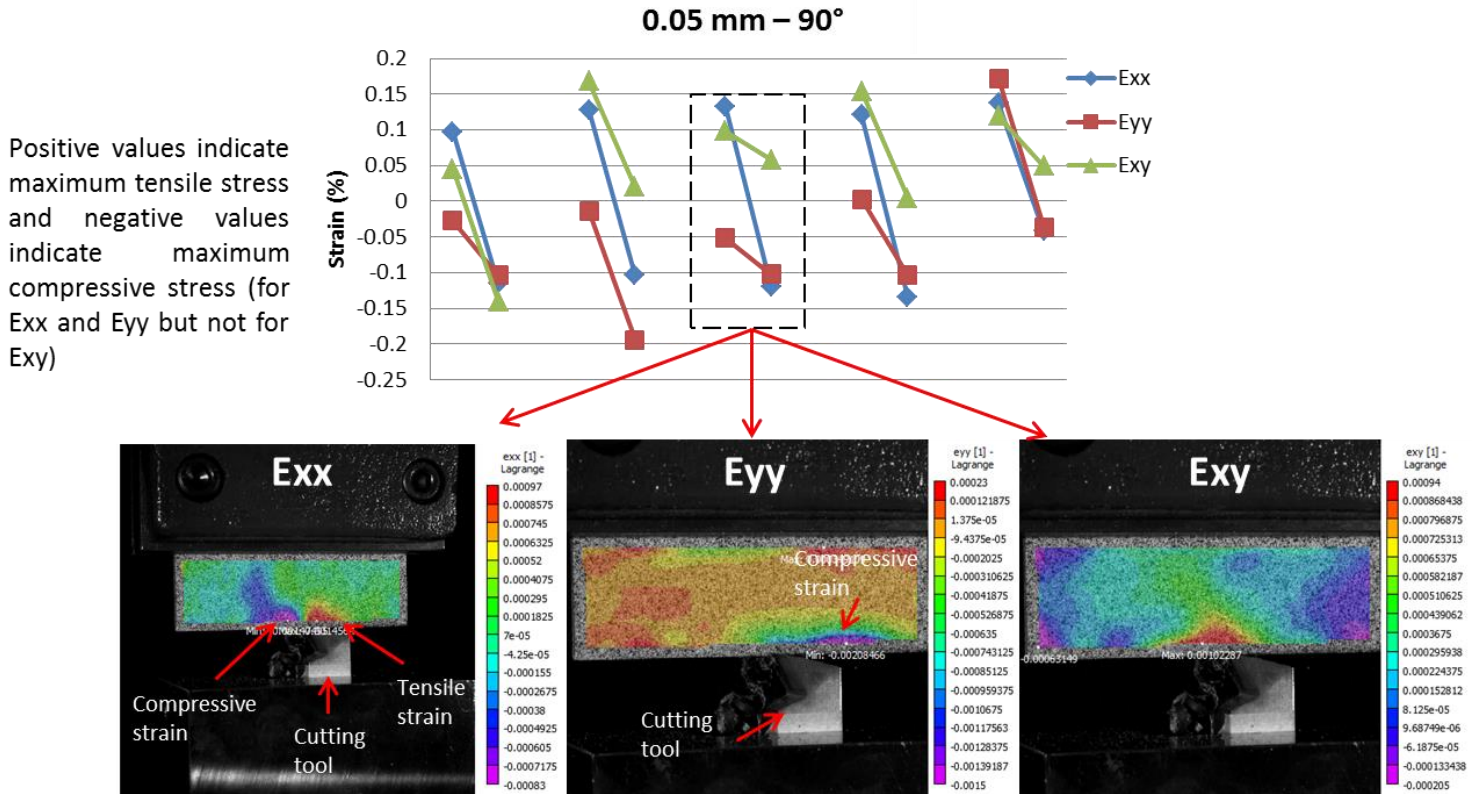 0.05 mm – 90°
Positive values indicate
maximum tensile stress
and negative values
indicate maximum
compressive stress (for
Exx and Eyy but not for
Exy)
Strain (%)
0.2
0.15
0.1
0.05
0
-0.05
-0.1
-0.15
-0.2
-0.25
Exx
Eyy
Exy
Exx
Compressive
strain
Cutting
tool
Tensile
strain
exx [1] -
Lagrange
0.00097
0.0008575
0.000745
0.0006325
0.00052
0.0004075
0.000295
0.0001825
7e-05
-4.25e-05
-0.000155
-0.0002675
-0.00038
-0.0004925
-0.000605
-0.0007175
-0.00083
Eyy
Compressive
strain
Min: -0.00208466
Cutting
tool
eyy [1] -
Lagrange
0.00023
0.000121875
1.375e-05
-9.4375e-05
-0.0002025
-0.000310625
-0.00041875
-0.000526875
-0.000635
-0.000743125
-0.00085125
-0.000959375
-0.0010675
-0.00117563
-0.00128375
-0.00139187
-0.0015
Exy
-0.00063149
Max: 0.00102287
exy [1] -
Lagrange
0.00094
0.000868438
0.000796875
0.000725313
0.00065375
0.000582187
0.000510625
0.000439062
0.0003675
0.000295938
0.000224375
0.000152812
8.125e-05
9.68749e-06
-6.1875e-05
-0.000133438
-0.000205